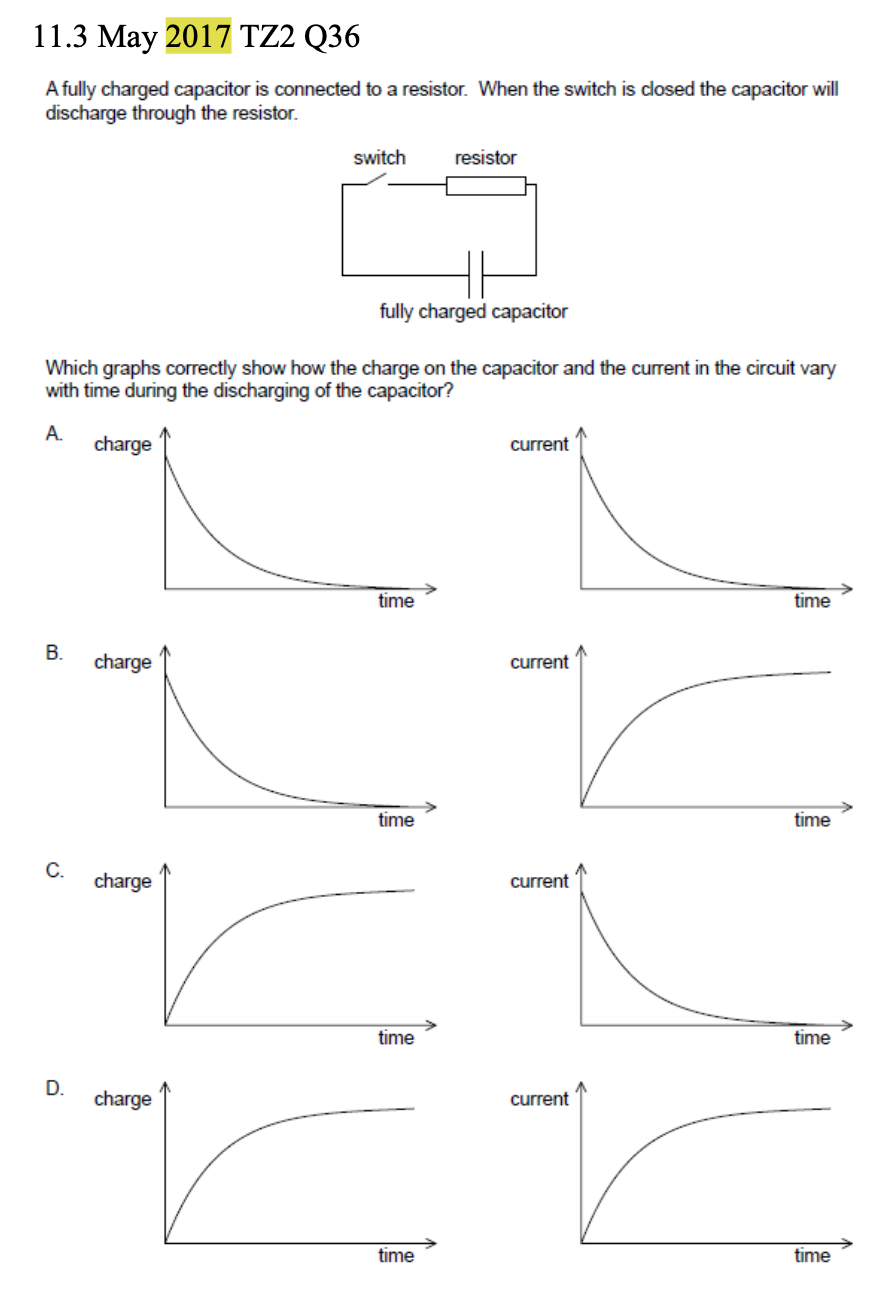 11.3 May 2017 TZ2 Q36
A fully charged capacitor is connected to a resistor. When the switch is closed the capacitor will
discharge through the resistor.
switch resistor
fully charged capacitor
Which graphs correctly show how the charge on the capacitor and the current in the circuit vary
with time during the discharging of the capacitor?
A. charge current
time time
B. charge current
time time
C. charge current
time time
D. charge current
time time